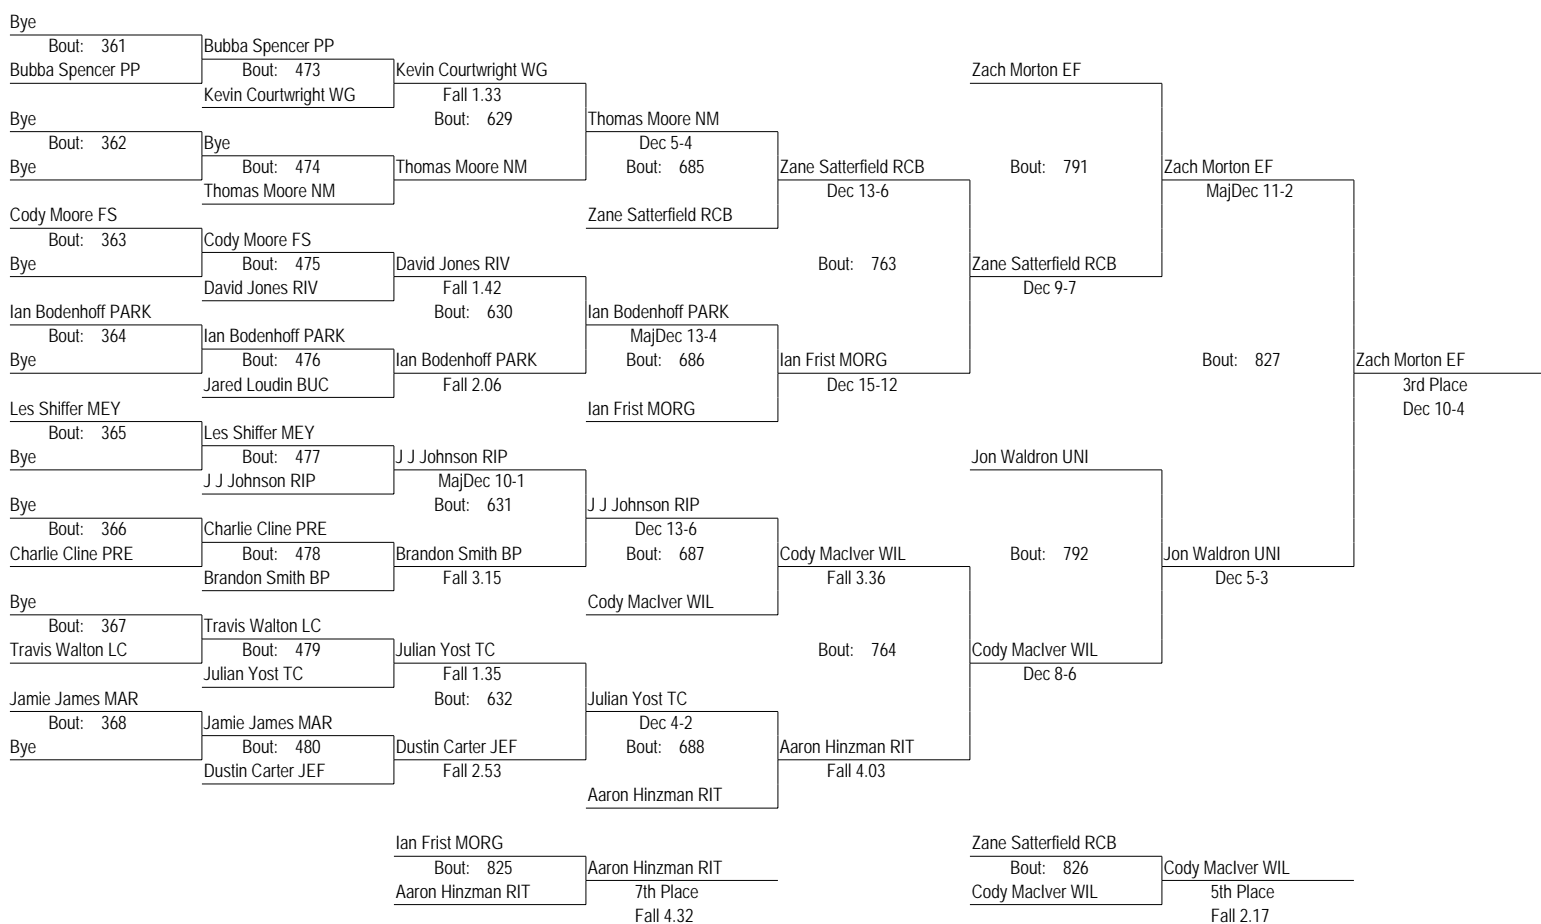 Bye
Bout: 361 Bubba Spencer PP
Bubba Spencer PP Bout: 473 Kevin Courtwright WG Zach Morton EF
Kevin Courtwright WG Fall 1.33
Bye Bout: 629 Thomas Moore NM
Bout: 362 Bye Dec 5-4
Bye Bout: 474 Thomas Moore NM Bout: 685 Zane Satterfield RCB Bout: 791 Zach Morton EF
Thomas Moore NM Dec 13-6 MajDec 11-2
Cody Moore FS Zane Satterfield RCB
Bout: 363 Cody Moore FS
Bye Bout: 475 David Jones RIV Bout: 763 Zane Satterfield RCB
David Jones RIV Fall 1.42 Dec 9-7
Ian Bodenhoff PARK Bout: 630 Ian Bodenhoff PARK
Bout: 364 Ian Bodenhoff PARK MajDec 13-4
Bye Bout: 476 Ian Bodenhoff PARK Bout: 686 Ian Frist MORG Bout: 827 Zach Morton EF
Jared Loudin BUC Fall 2.06 Dec 15-12 3rd Place
Les Shiffer MEY Ian Frist MORG Dec 10-4
Bout: 365 Les Shiffer MEY
Bye Bout: 477 J J Johnson RIP Jon Waldron UNI
J J Johnson RIP MajDec 10-1
Bye Bout: 631 J J Johnson RIP
Bout: 366 Charlie Cline PRE Dec 13-6
Charlie Cline PRE Bout: 478 Brandon Smith BP Bout: 687 Cody MacIver WIL Bout: 792 Jon Waldron UNI
Brandon Smith BP Fall 3.15 Fall 3.36 Dec 5-3
Bye Cody MacIver WIL
Bout: 367 Travis Walton LC
Travis Walton LC Bout: 479 Julian Yost TC Bout: 764 Cody MacIver WIL
Julian Yost TC Fall 1.35 Dec 8-6
Jamie James MAR Bout: 632 Julian Yost TC
Bout: 368 Jamie James MAR Dec 4-2
Bye Bout: 480 Dustin Carter JEF Bout: 688 Aaron Hinzman RIT
Dustin Carter JEF Fall 2.53 Fall 4.03
Aaron Hinzman RIT
Ian Frist MORG Zane Satterfield RCB
Bout: 825 Aaron Hinzman RIT Bout: 826 Cody MacIver WIL
Aaron Hinzman RIT 7th Place Cody MacIver WIL 5th Place
Fall 4.32 Fall 2.17